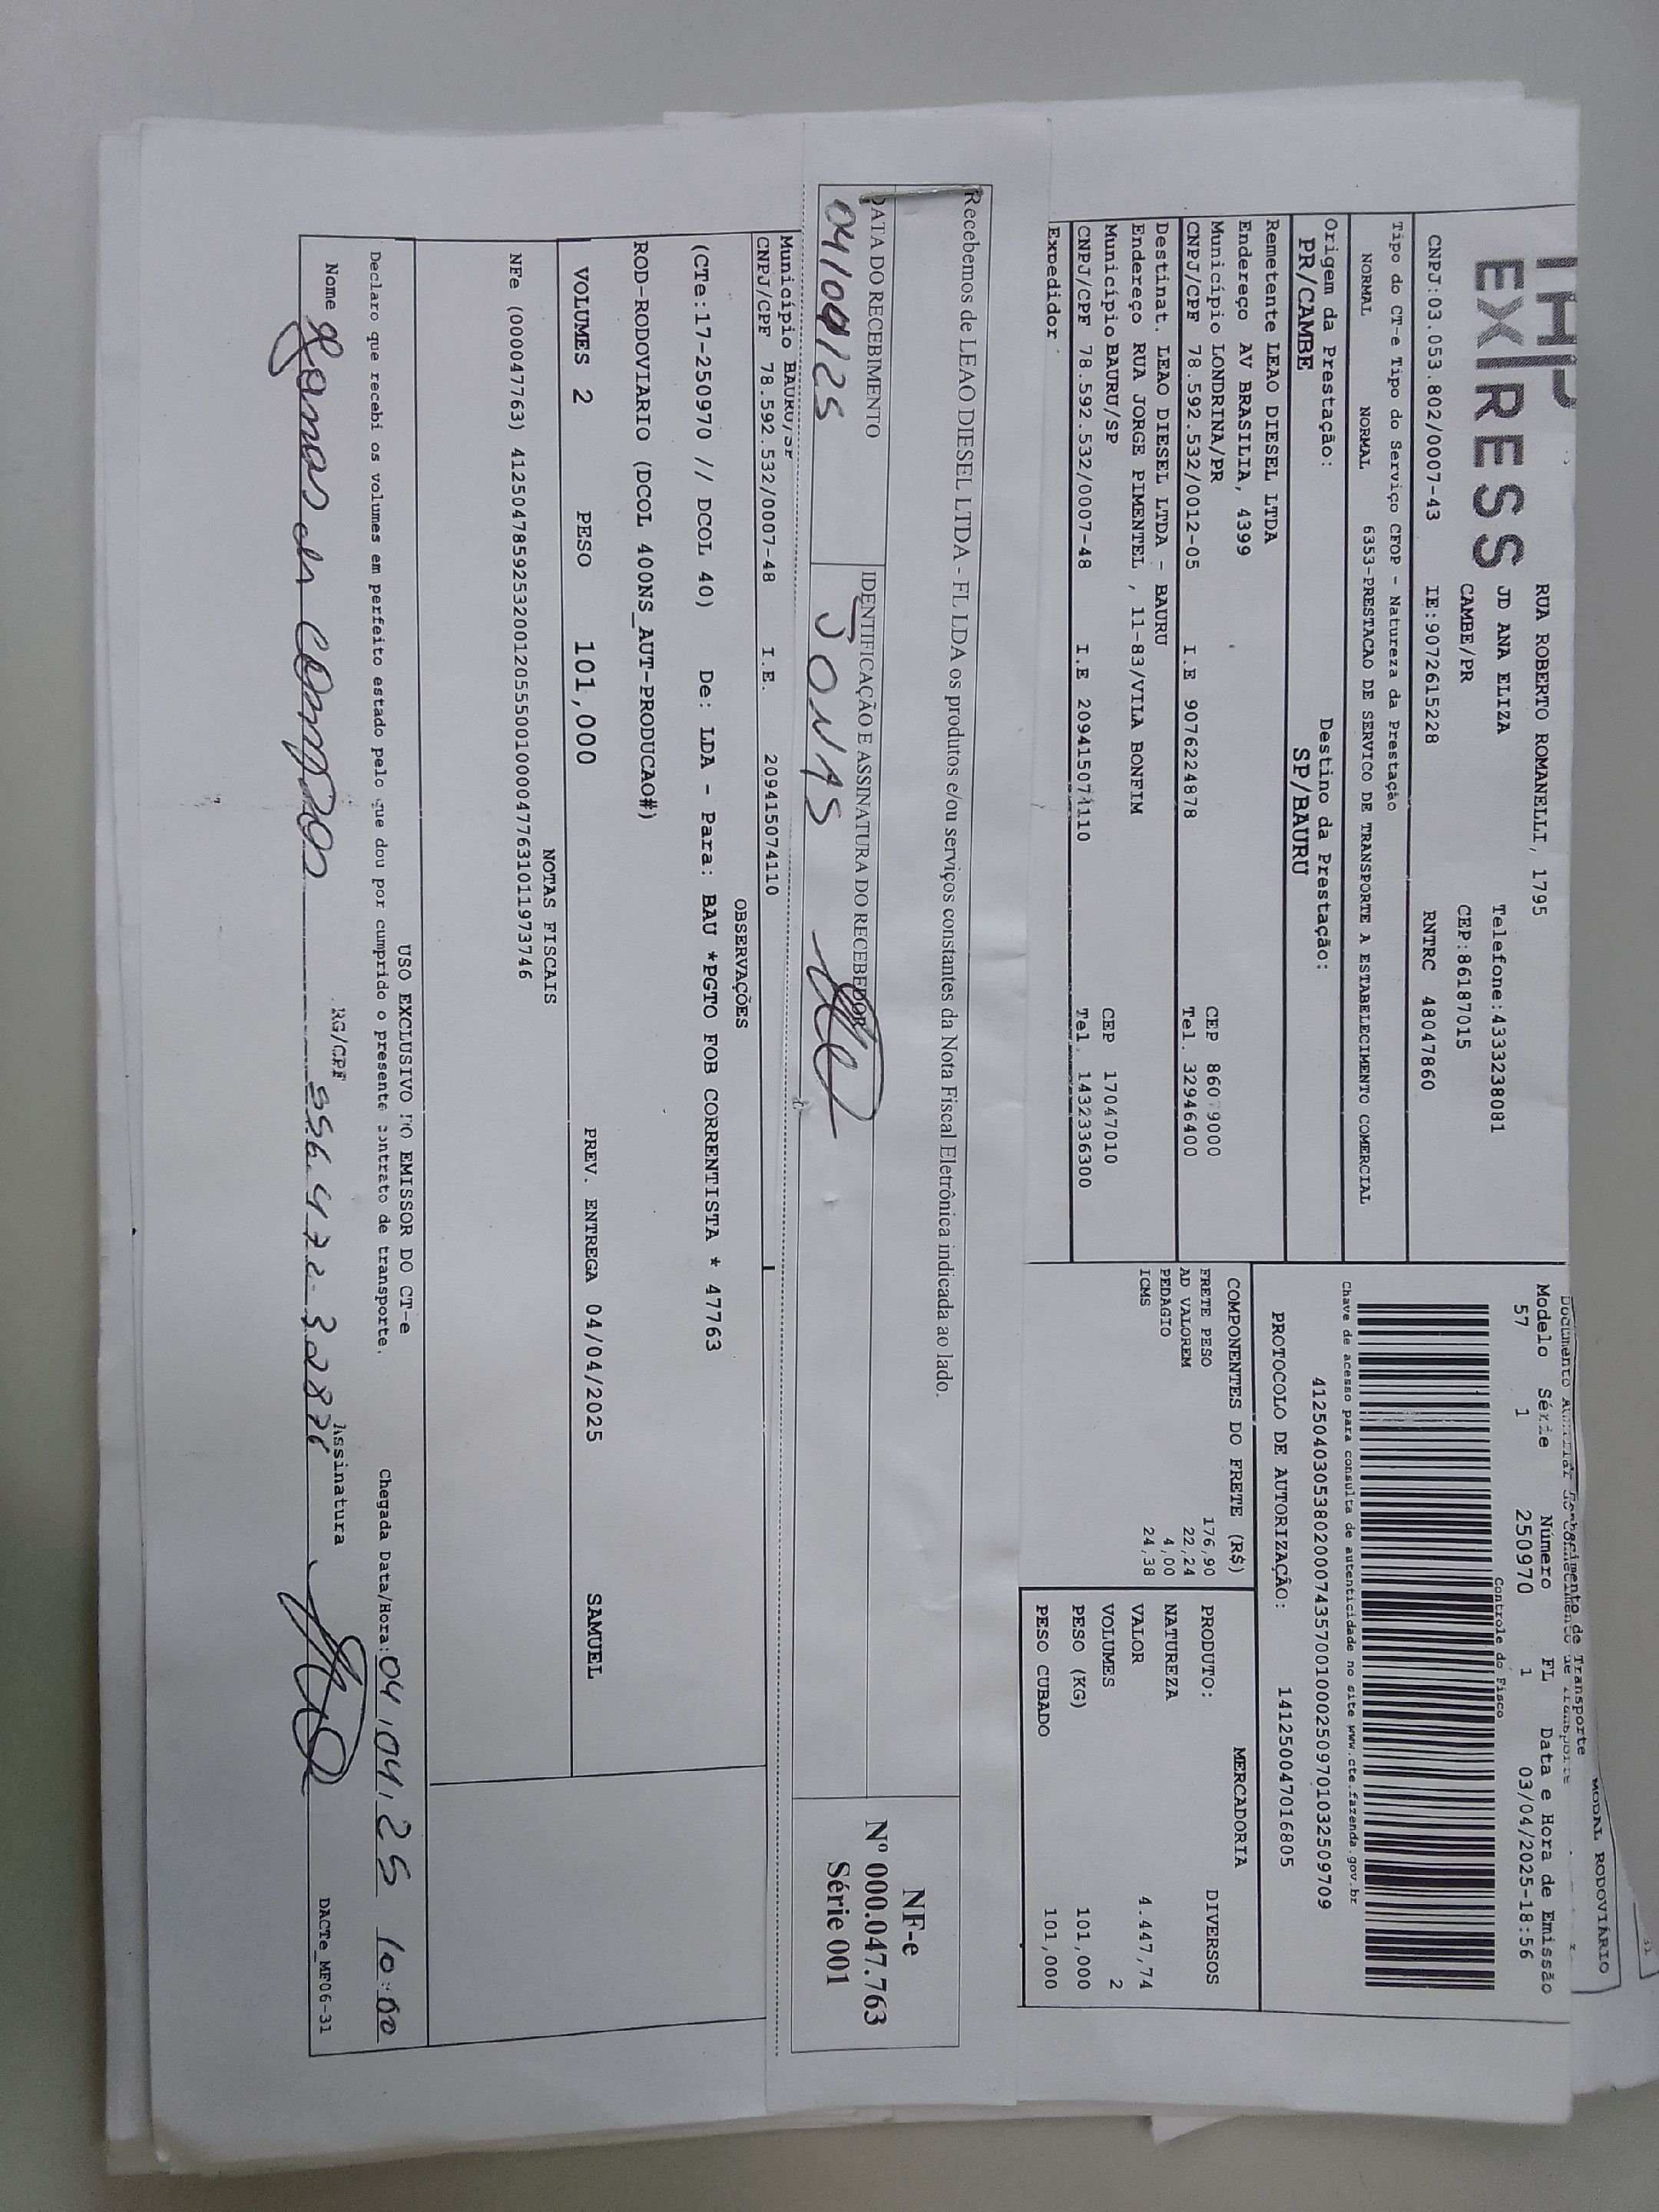 EXPRESS
RUA ROBERTO ROMANELLI, 1795
JD ANA ELIZA
Telefone:4333238081
CAMBE/PR
CEP:86187015
CNPJ:03.053.802/0007-43 IE:9072615228 RNTRC 48047860
MODAL RODOVIÁRIO
Modelo Série Número FL Data e Hora de Emissão
57 1 250970 1 03/04/2025-18:56
Controle do Fisco
Tipo do CT-e Tipo do Serviço CFOP - Natureza da Prestação
NORMAL NORMAL 6353-PRESTACAO DE SERVICO DE TRANSPORTE A ESTABELECIMENTO COMERCIAL
Chave de acesso para consulta de autenticidade no site www.cte.fazenda.gov.br
41250403053802000743570010002509701032509709
Origem da Prestação: Destino da Prestação:
PR/CAMBE SP/BAURU
PROTOCOLO DE AUTORIZAÇÃO: 141250047016805
Remetente LEAO DIESEL LTDA
Endereço AV BRASILIA, 4399
Município LONDRINA/PR CEP
CNPJ/CPF 78.592.532/0012-05 I.E 9076224878 Tel. 32946400
Destinat. LEAO DIESEL LTDA - BAURU
Endereço RUA JORGE PIMENTEL , 11-83/VILA BONFIM
Município BAURU/SP CEP 17047010
CNPJ/CPF 78.592.532/0007-48 I.E 209415074110 Tel. 1432336300
Expedidor
COMPONENTES DO FRETE (R$)
FRETE PESO 176,90
AD VALOREM 22,24
PEDAGIO 4,00
ICMS 24,38
MERCADORIA
PRODUTO: DIVERSOS
NATUREZA
VALOR 4.447,74
VOLUMES 2
PESO (KG) 101,000
PESO CUBADO 101,000
Recebemos de LEAO DIESEL LTDA - FL LDA os produtos e/ou serviços constantes da Nota Fiscal Eletrônica indicada ao lado.
DATA DO RECEBIMENTO IDENTIFICAÇÃO E ASSINATURA DO RECEBEDOR
04/04/25 JONAS
NF-e
Nº 000.047.763
Série 001
Município BAURU/SP
CNPJ/CPF 78.592.532/0007-48 I.E. 209415074110
OBSERVAÇÕES
(CTe:17-250970 // DCOL 40) De: LDA - Para: BAU *PGTO FOB CORRENTISTA * 47763
ROD-RODOVIARIO (DCOL 400NS_AUT-PRODUCAO#)
VOLUMES 2 PESO 101,000 PREV. ENTREGA 04/04/2025 SAMUEL
NOTAS FISCAIS
NFe (000047763) 41250478592532001205550010000477631011973746
USO EXCLUSIVO DO EMISSOR DO CT-e
Declaro que recebi os volumes em perfeito estado pelo que dou por cumprido o presente contrato de transporte. Chegada Data/Hora: 04,04,25 10:00
Nome Jonas de Campos RG/CPF Assinatura
DACTe_MF06-31